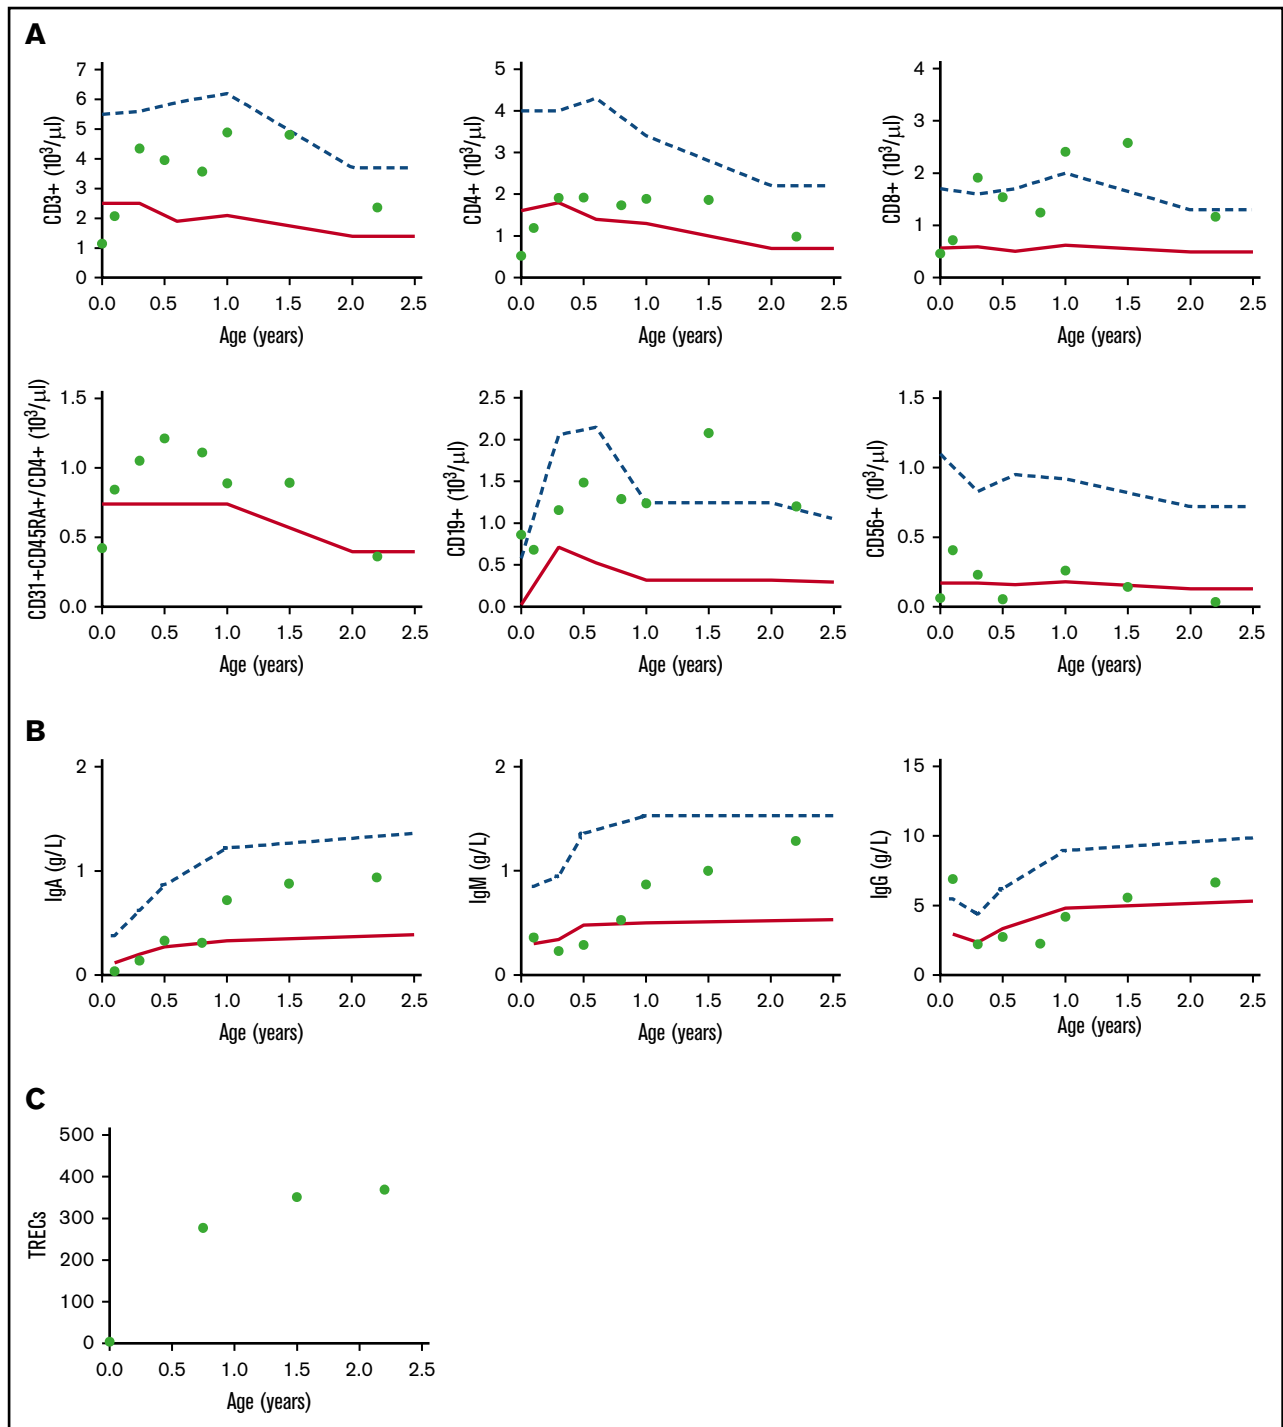 A
CD3+ (10³/µl)
7
6
5
4
3
2
1
0
0.0 0.5 1.0 1.5 2.0 2.5
Age (years)
CD4+ (10³/µl)
5
4
3
2
1
0
0.0 0.5 1.0 1.5 2.0 2.5
Age (years)
CD8+ (10³/µl)
4
3
2
1
0
0.0 0.5 1.0 1.5 2.0 2.5
Age (years)
CD31+CD45RA+/CD4+ (10³/µl)
1.5
1.0
0.5
0.0
0.0 0.5 1.0 1.5 2.0 2.5
Age (years)
CD19+ (10³/µl)
2.5
2.0
1.5
1.0
0.5
0.0
0.0 0.5 1.0 1.5 2.0 2.5
Age (years)
CD56+ (10³/µl)
1.5
1.0
0.5
0.0
0.0 0.5 1.0 1.5 2.0 2.5
Age (years)
B
IgA (g/L)
2
1
0
0.0 0.5 1.0 1.5 2.0 2.5
Age (years)
IgM (g/L)
2
1
0
0.0 0.5 1.0 1.5 2.0 2.5
Age (years)
IgG (g/L)
15
10
5
0
0.0 0.5 1.0 1.5 2.0 2.5
Age (years)
C
TRECs
500
400
300
200
100
0
0.0 0.5 1.0 1.5 2.0 2.5
Age (years)